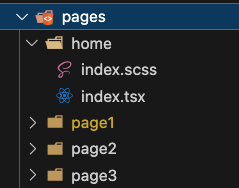 pages
home
index.scss
index.tsx
page1
page2
page3